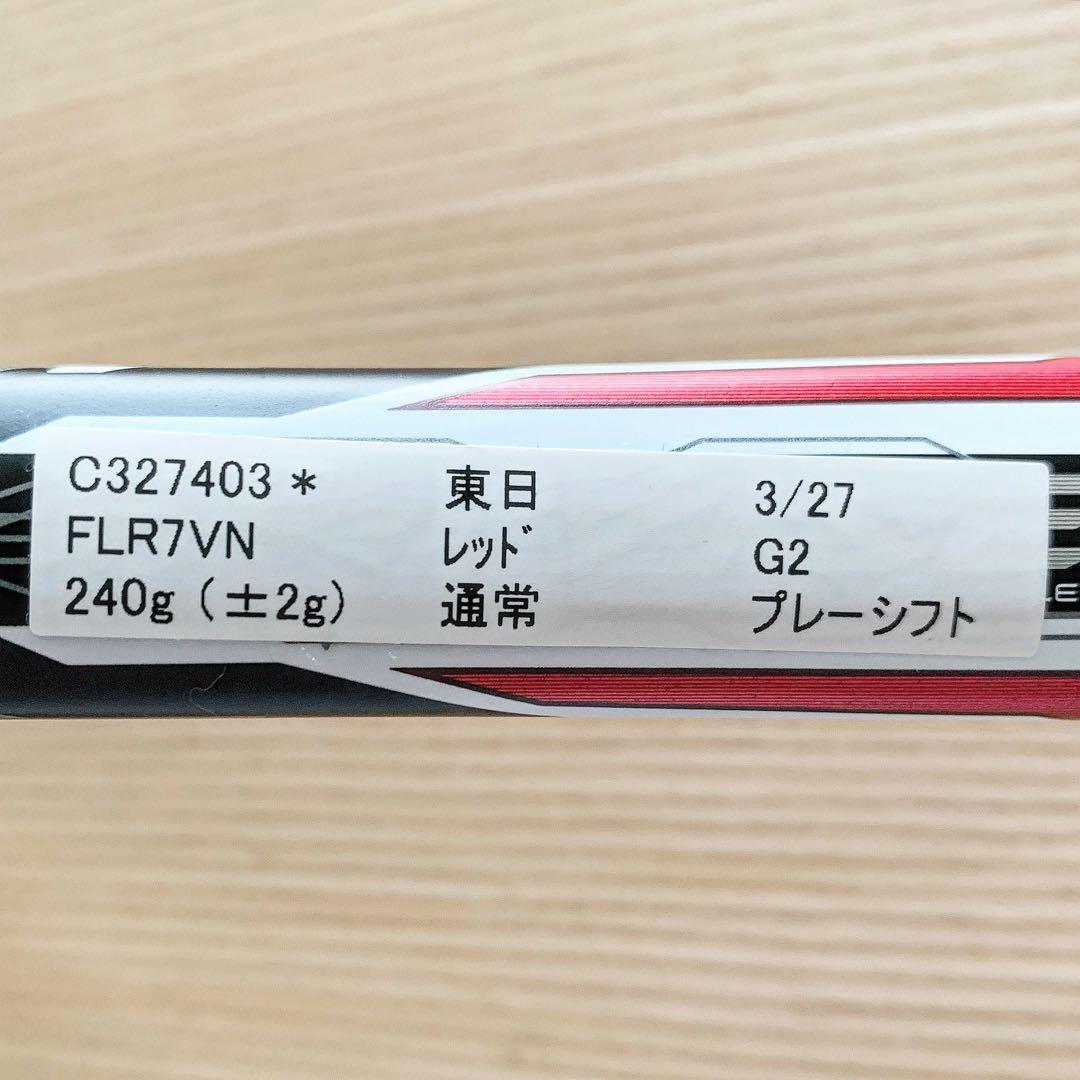 C327403 * 東日 3/27
FLR7VN ﾚｯﾄﾞ G2
240g (±2g) 通常 プレーシフト
LE